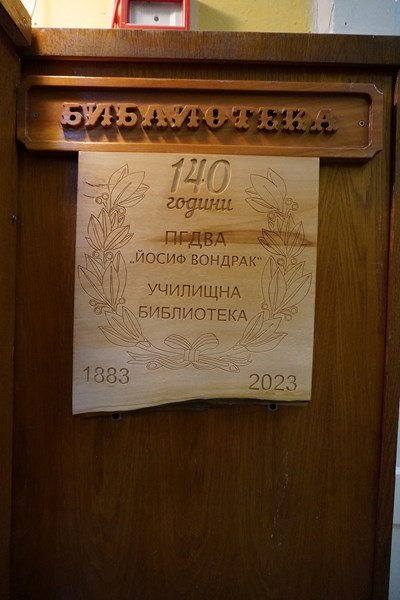 БИБЛИОТЕКА
140
години
ПГДВА
„ЙОСИФ ВОНДРАК“
УЧИЛИЩНА
БИБЛИОТЕКА
1883 2023